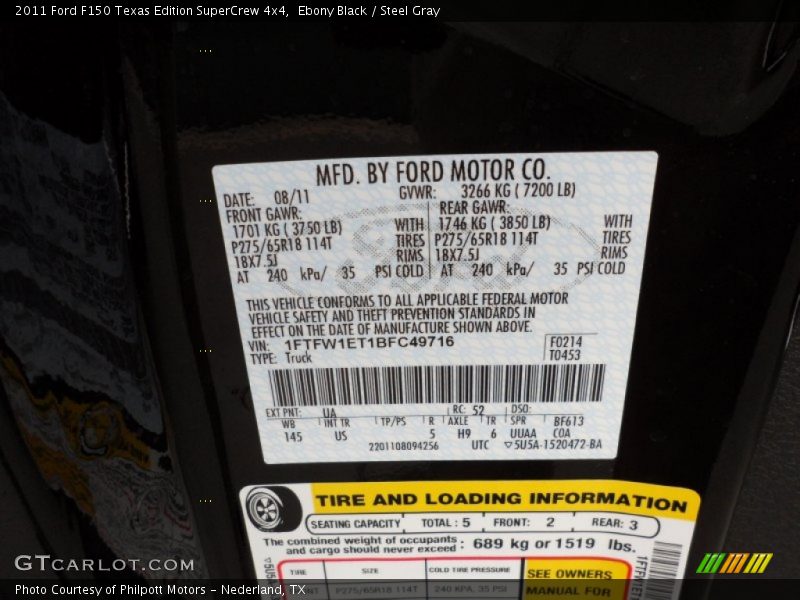 2011 Ford F150 Texas Edition SuperCrew 4x4,  Ebony Black / Steel Gray
MFD. BY FORD MOTOR CO.
DATE: 08/11 GVWR: 3266 KG ( 7200 LB)
FRONT GAWR: REAR GAWR:
1701 KG ( 3750 LB) WITH 1746 KG ( 3850 LB) WITH
P275/65R18 114T TIRES P275/65R18 114T TIRES
18X7.5J RIMS 18X7.5J RIMS
AT 240 kPa/ 35 PSI COLD AT 240 kPa/ 35 PSI COLD
THIS VEHICLE CONFORMS TO ALL APPLICABLE FEDERAL MOTOR
VEHICLE SAFETY AND THEFT PREVENTION STANDARDS IN
EFFECT ON THE DATE OF MANUFACTURE SHOWN ABOVE.
VIN: 1FTFW1ET1BFC49716 F0214
TYPE: Truck T0453
EXT PNT: UA RC: 52 DSO:
WB INT TR TP/PS R AXLE TR SPR BF613
145 US 5 H9 6 UUAA COA
2201108094256 UTC ▽5U5A-1520472-BA
TIRE AND LOADING INFORMATION
SEATING CAPACITY TOTAL : 5 FRONT: 2 REAR: 3
The combined weight of occupants
and cargo should never exceed : 689 kg or 1519 lbs.
TIRE SIZE COLD TIRE PRESSURE SEE OWNERS
P275/65R18 114T 240 KPA, 35 PSI MANUAL FOR
GTCARLOT.COM
Photo Courtesy of Philpott Motors – Nederland, TX